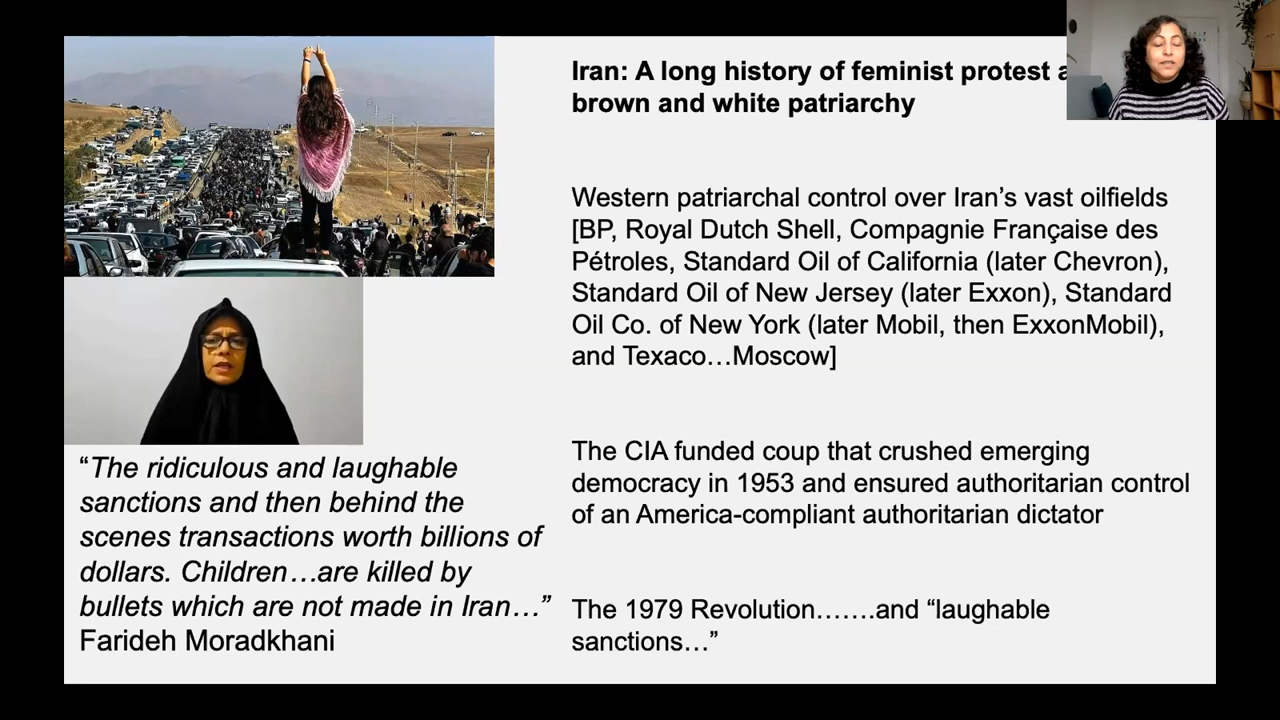 Iran: A long history of feminist protest a
brown and white patriarchy
Western patriarchal control over Iran’s vast oilfields
[BP, Royal Dutch Shell, Compagnie Française des
Pétroles, Standard Oil of California (later Chevron),
Standard Oil of New Jersey (later Exxon), Standard
Oil Co. of New York (later Mobil, then ExxonMobil),
and Texaco…Moscow]
The CIA funded coup that crushed emerging
democracy in 1953 and ensured authoritarian control
of an America-compliant authoritarian dictator
The 1979 Revolution…….and “laughable
sanctions…”
“The ridiculous and laughable
sanctions and then behind the
scenes transactions worth billions of
dollars. Children…are killed by
bullets which are not made in Iran…”
Farideh Moradkhani